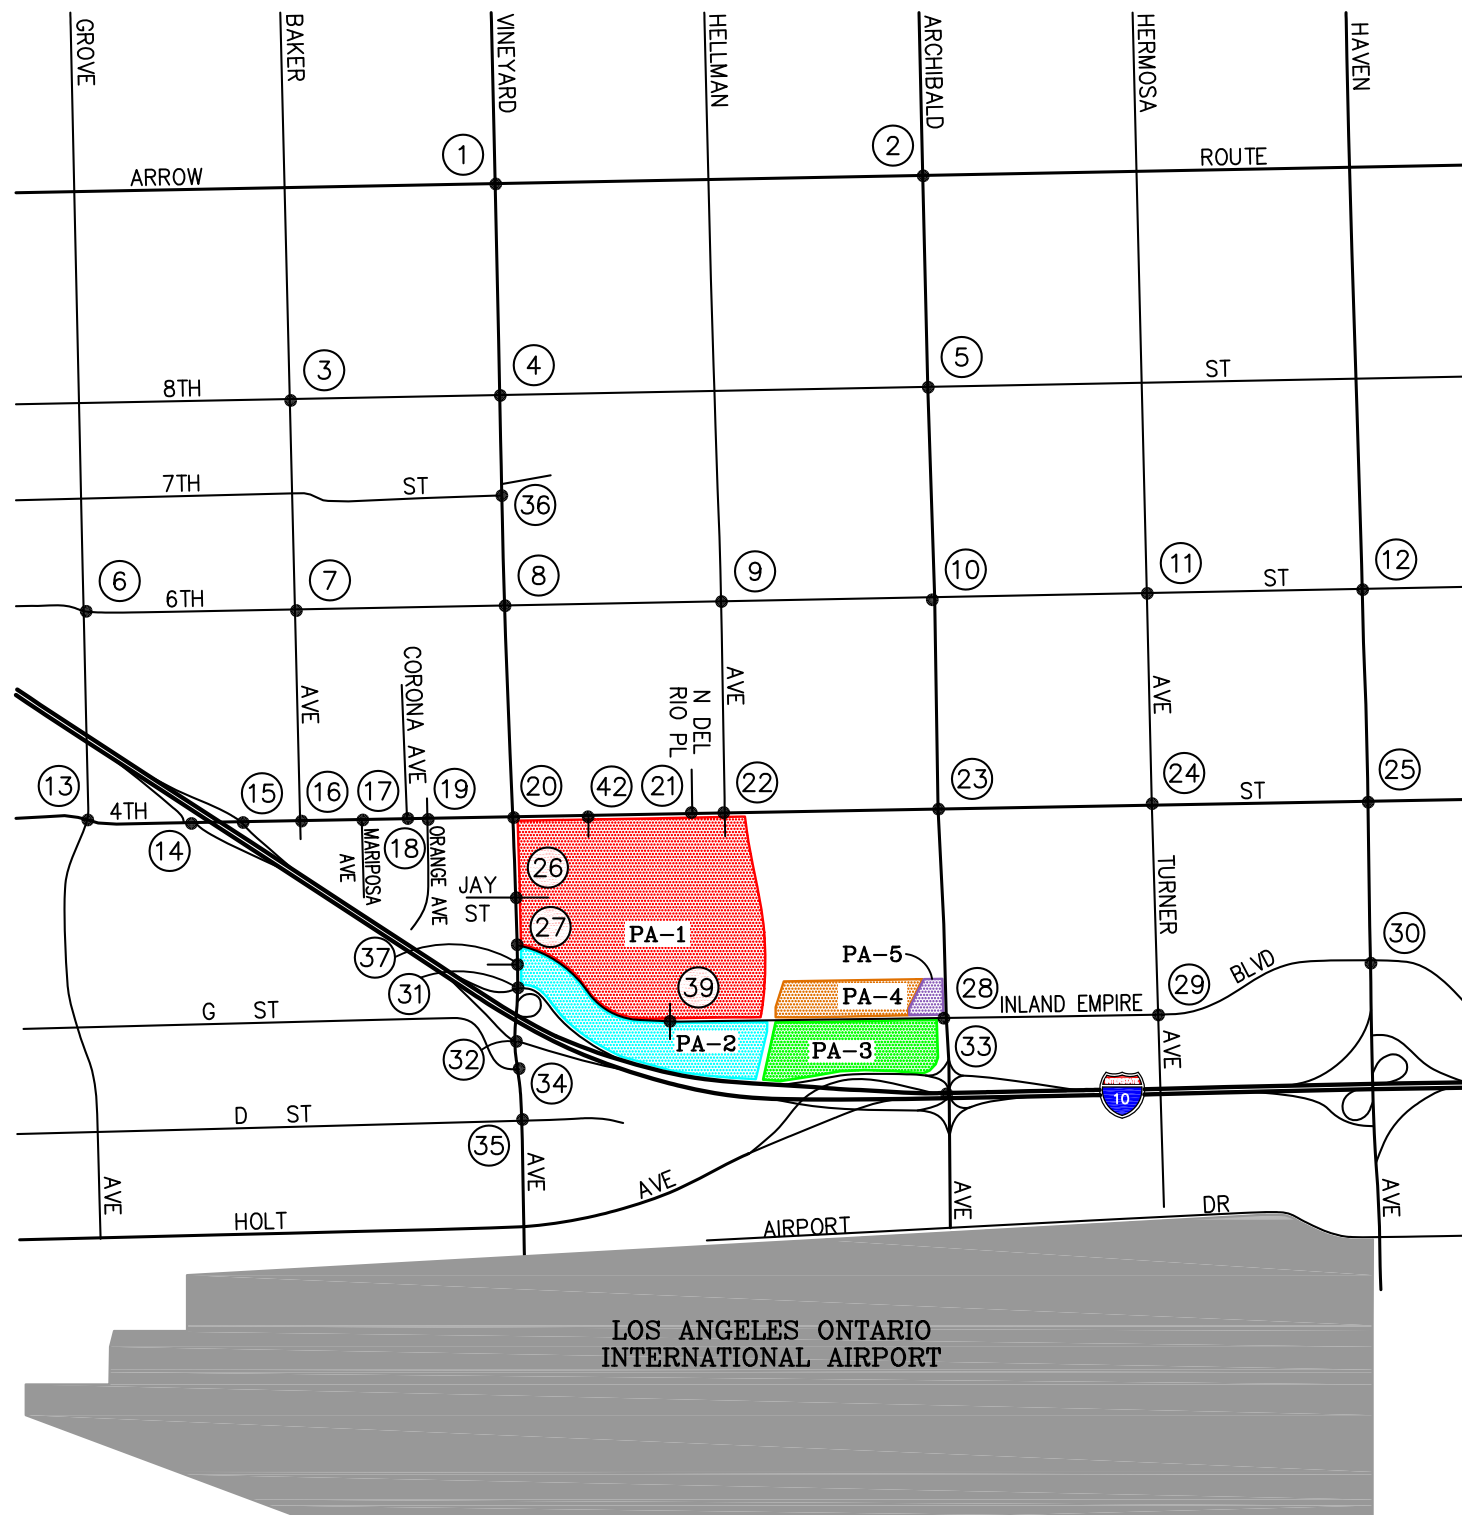 GROVE
BAKER
VINEYARD
HELLMAN
ARCHIBALD
HERMOSA
HAVEN
1
2
ARROW
ROUTE
3
4
5
8TH
ST
7TH
ST
36
6
7
8
9
10
11
12
6TH
ST
CORONA AVE
AVE
N DEL
RIO PL
AVE
AVE
13
15
16
17
19
20
42
21
22
23
24
25
4TH
ST
14
18
MARIPOSA
AVE
ORANGE AVE
26
JAY
ST
TURNER
27
PA-1
37
PA-5
30
BLVD
31
39
PA-4
28
INLAND EMPIRE
29
G ST
32
PA-2
PA-3
33
AVE
34
INTERSTATE
10
D ST
35
AVE
AVE
AVE
AVE
AVE
HOLT
AIRPORT
DR
LOS ANGELES ONTARIO
INTERNATIONAL AIRPORT